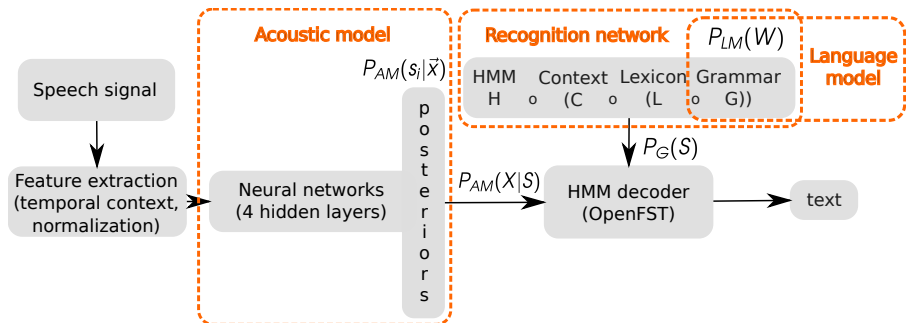 Acoustic model
Recognition network
P_LM(W)
Language
model
Speech signal
P_AM(s_i|x⃗)
HMM Context Lexicon Grammar
H o (C o (L o G))
posteriors
P_G(S)
Feature extraction
(temporal context,
normalization)
Neural networks
(4 hidden layers)
P_AM(X|S)
HMM decoder
(OpenFST)
text